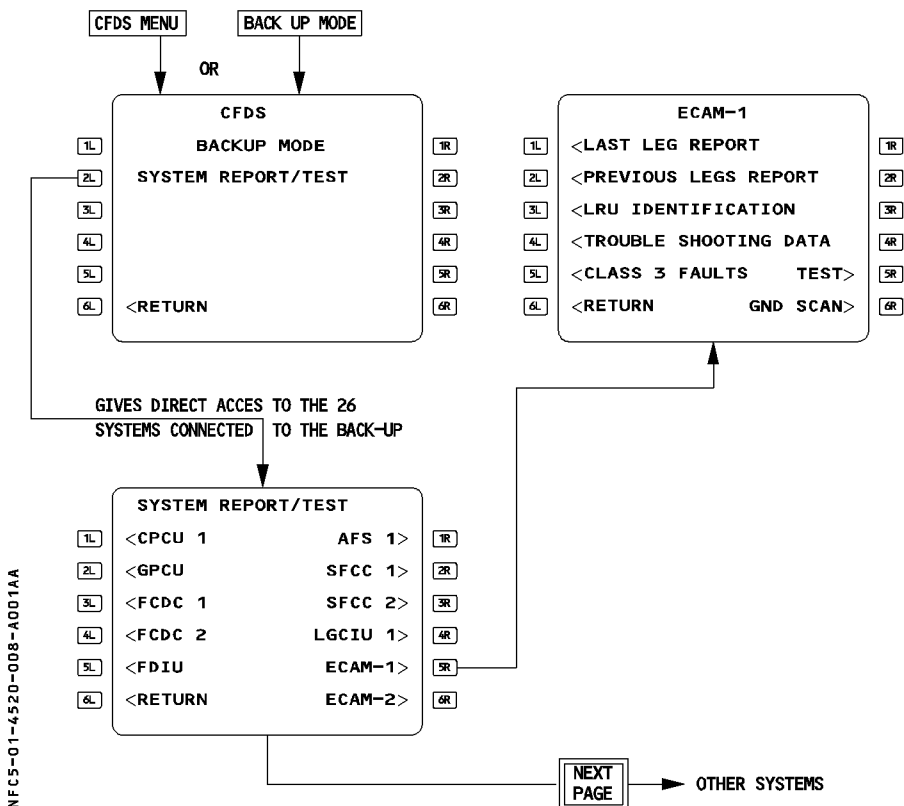 CFDS MENU
BACK UP MODE
OR
CFDS
1L BACKUP MODE 1R
2L SYSTEM REPORT/TEST 2R
3L 3R
4L 4R
5L 5R
6L <RETURN 6R
ECAM-1
1L <LAST LEG REPORT 1R
2L <PREVIOUS LEGS REPORT 2R
3L <LRU IDENTIFICATION 3R
4L <TROUBLE SHOOTING DATA 4R
5L <CLASS 3 FAULTS TEST> 5R
6L <RETURN GND SCAN> 6R
GIVES DIRECT ACCES TO THE 26
SYSTEMS CONNECTED TO THE BACK-UP
SYSTEM REPORT/TEST
1L <CPCU 1 AFS 1> 1R
2L <GPCU SFCC 1> 2R
3L <FCDC 1 SFCC 2> 3R
4L <FCDC 2 LGCIU 1> 4R
5L <FDIU ECAM-1> 5R
6L <RETURN ECAM-2> 6R
NEXT
PAGE
OTHER SYSTEMS
NFC5-01-4520-008-A001AA